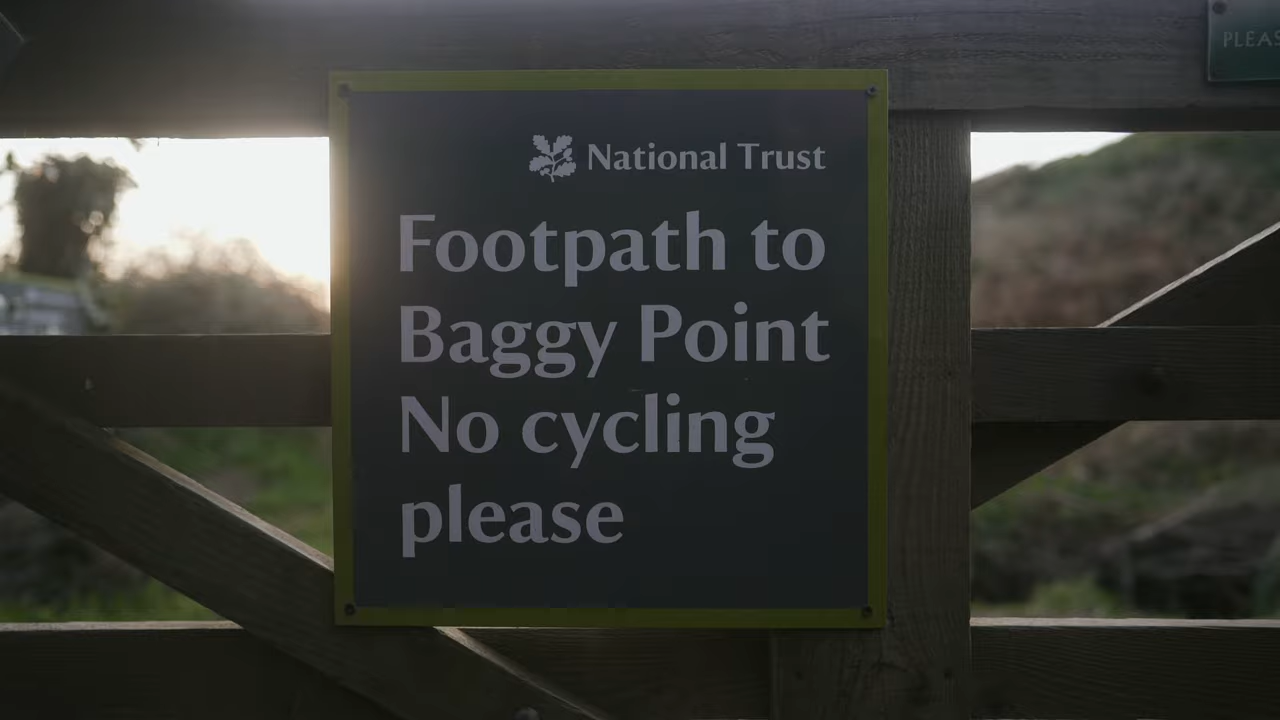 National Trust
Footpath to
Baggy Point
No cycling
please